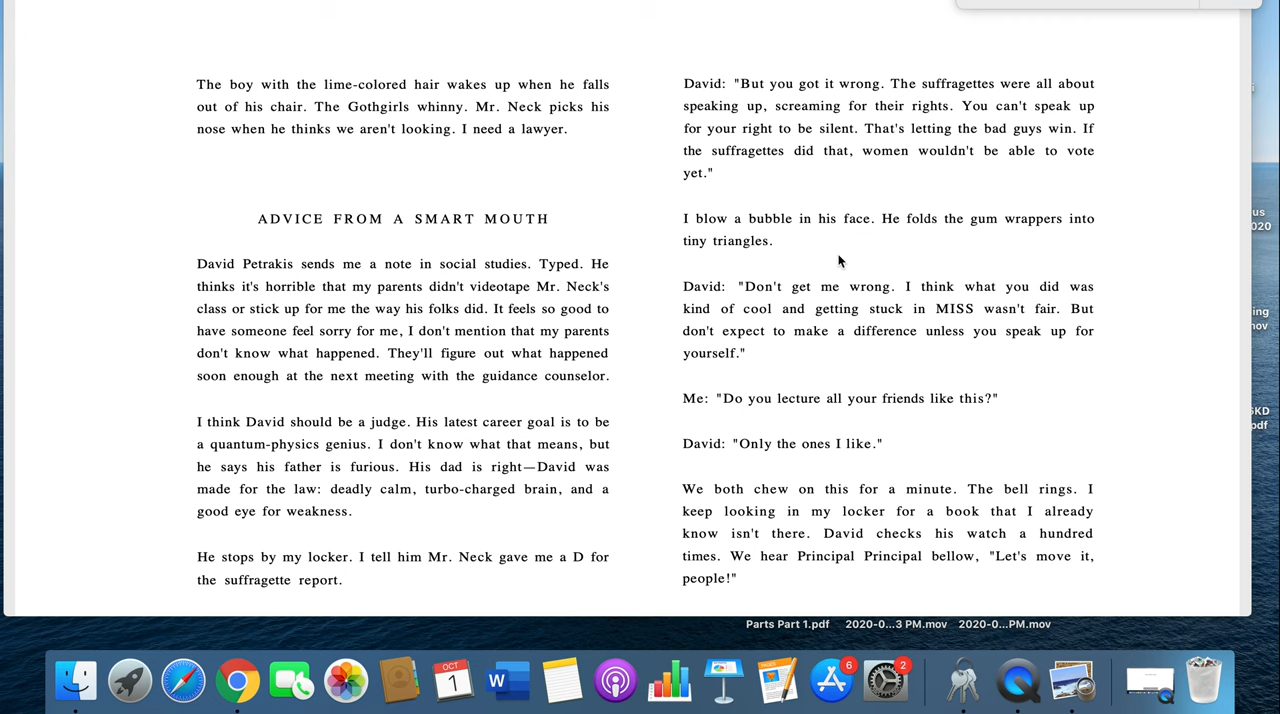 The boy with the lime-colored hair wakes up when he falls
out of his chair. The Gothgirls whinny. Mr. Neck picks his
nose when he thinks we aren't looking. I need a lawyer.
ADVICE FROM A SMART MOUTH
David Petrakis sends me a note in social studies. Typed. He
thinks it's horrible that my parents didn't videotape Mr. Neck's
class or stick up for me the way his folks did. It feels so good to
have someone feel sorry for me, I don't mention that my parents
don't know what happened. They'll figure out what happened
soon enough at the next meeting with the guidance counselor.
I think David should be a judge. His latest career goal is to be
a quantum-physics genius. I don't know what that means, but
he says his father is furious. His dad is right—David was
made for the law: deadly calm, turbo-charged brain, and a
good eye for weakness.
He stops by my locker. I tell him Mr. Neck gave me a D for
the suffragette report.
David: "But you got it wrong. The suffragettes were all about
speaking up, screaming for their rights. You can't speak up
for your right to be silent. That's letting the bad guys win. If
the suffragettes did that, women wouldn't be able to vote
yet."
I blow a bubble in his face. He folds the gum wrappers into
tiny triangles.
David: "Don't get me wrong. I think what you did was
kind of cool and getting stuck in MISS wasn't fair. But
don't expect to make a difference unless you speak up for
yourself."
Me: "Do you lecture all your friends like this?"
David: "Only the ones I like."
We both chew on this for a minute. The bell rings. I
keep looking in my locker for a book that I already
know isn't there. David checks his watch a hundred
times. We hear Principal Principal bellow, "Let's move it,
people!"
us
020
ing
nov
6KD
pdf
Parts Part 1.pdf 2020-0...3 PM.mov 2020-0...PM.mov
OCT
1
W
PAGES
6
2